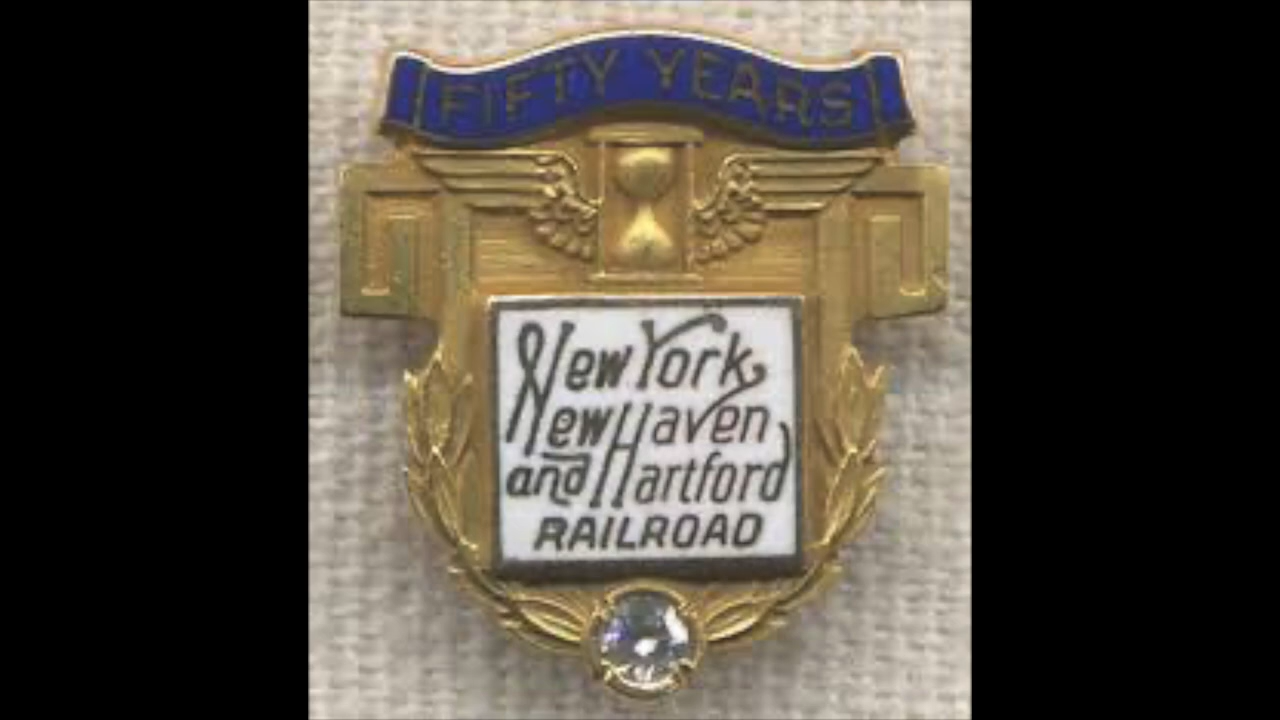 FIFTY YEARS
New York,
New Haven
and Hartford
RAILROAD